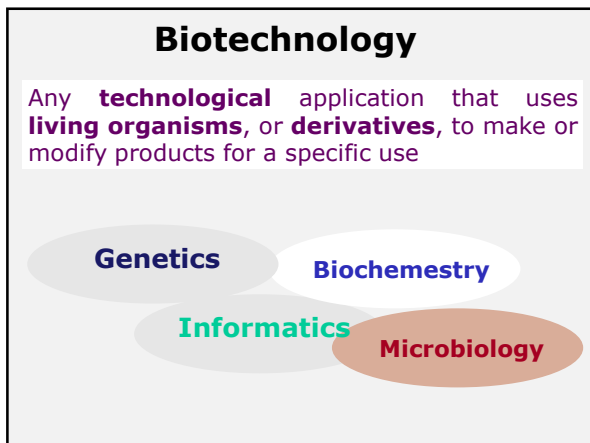 Biotechnology
Any technological application that uses
living organisms, or derivatives, to make or
modify products for a specific use
Genetics
Biochemestry
Informatics
Microbiology